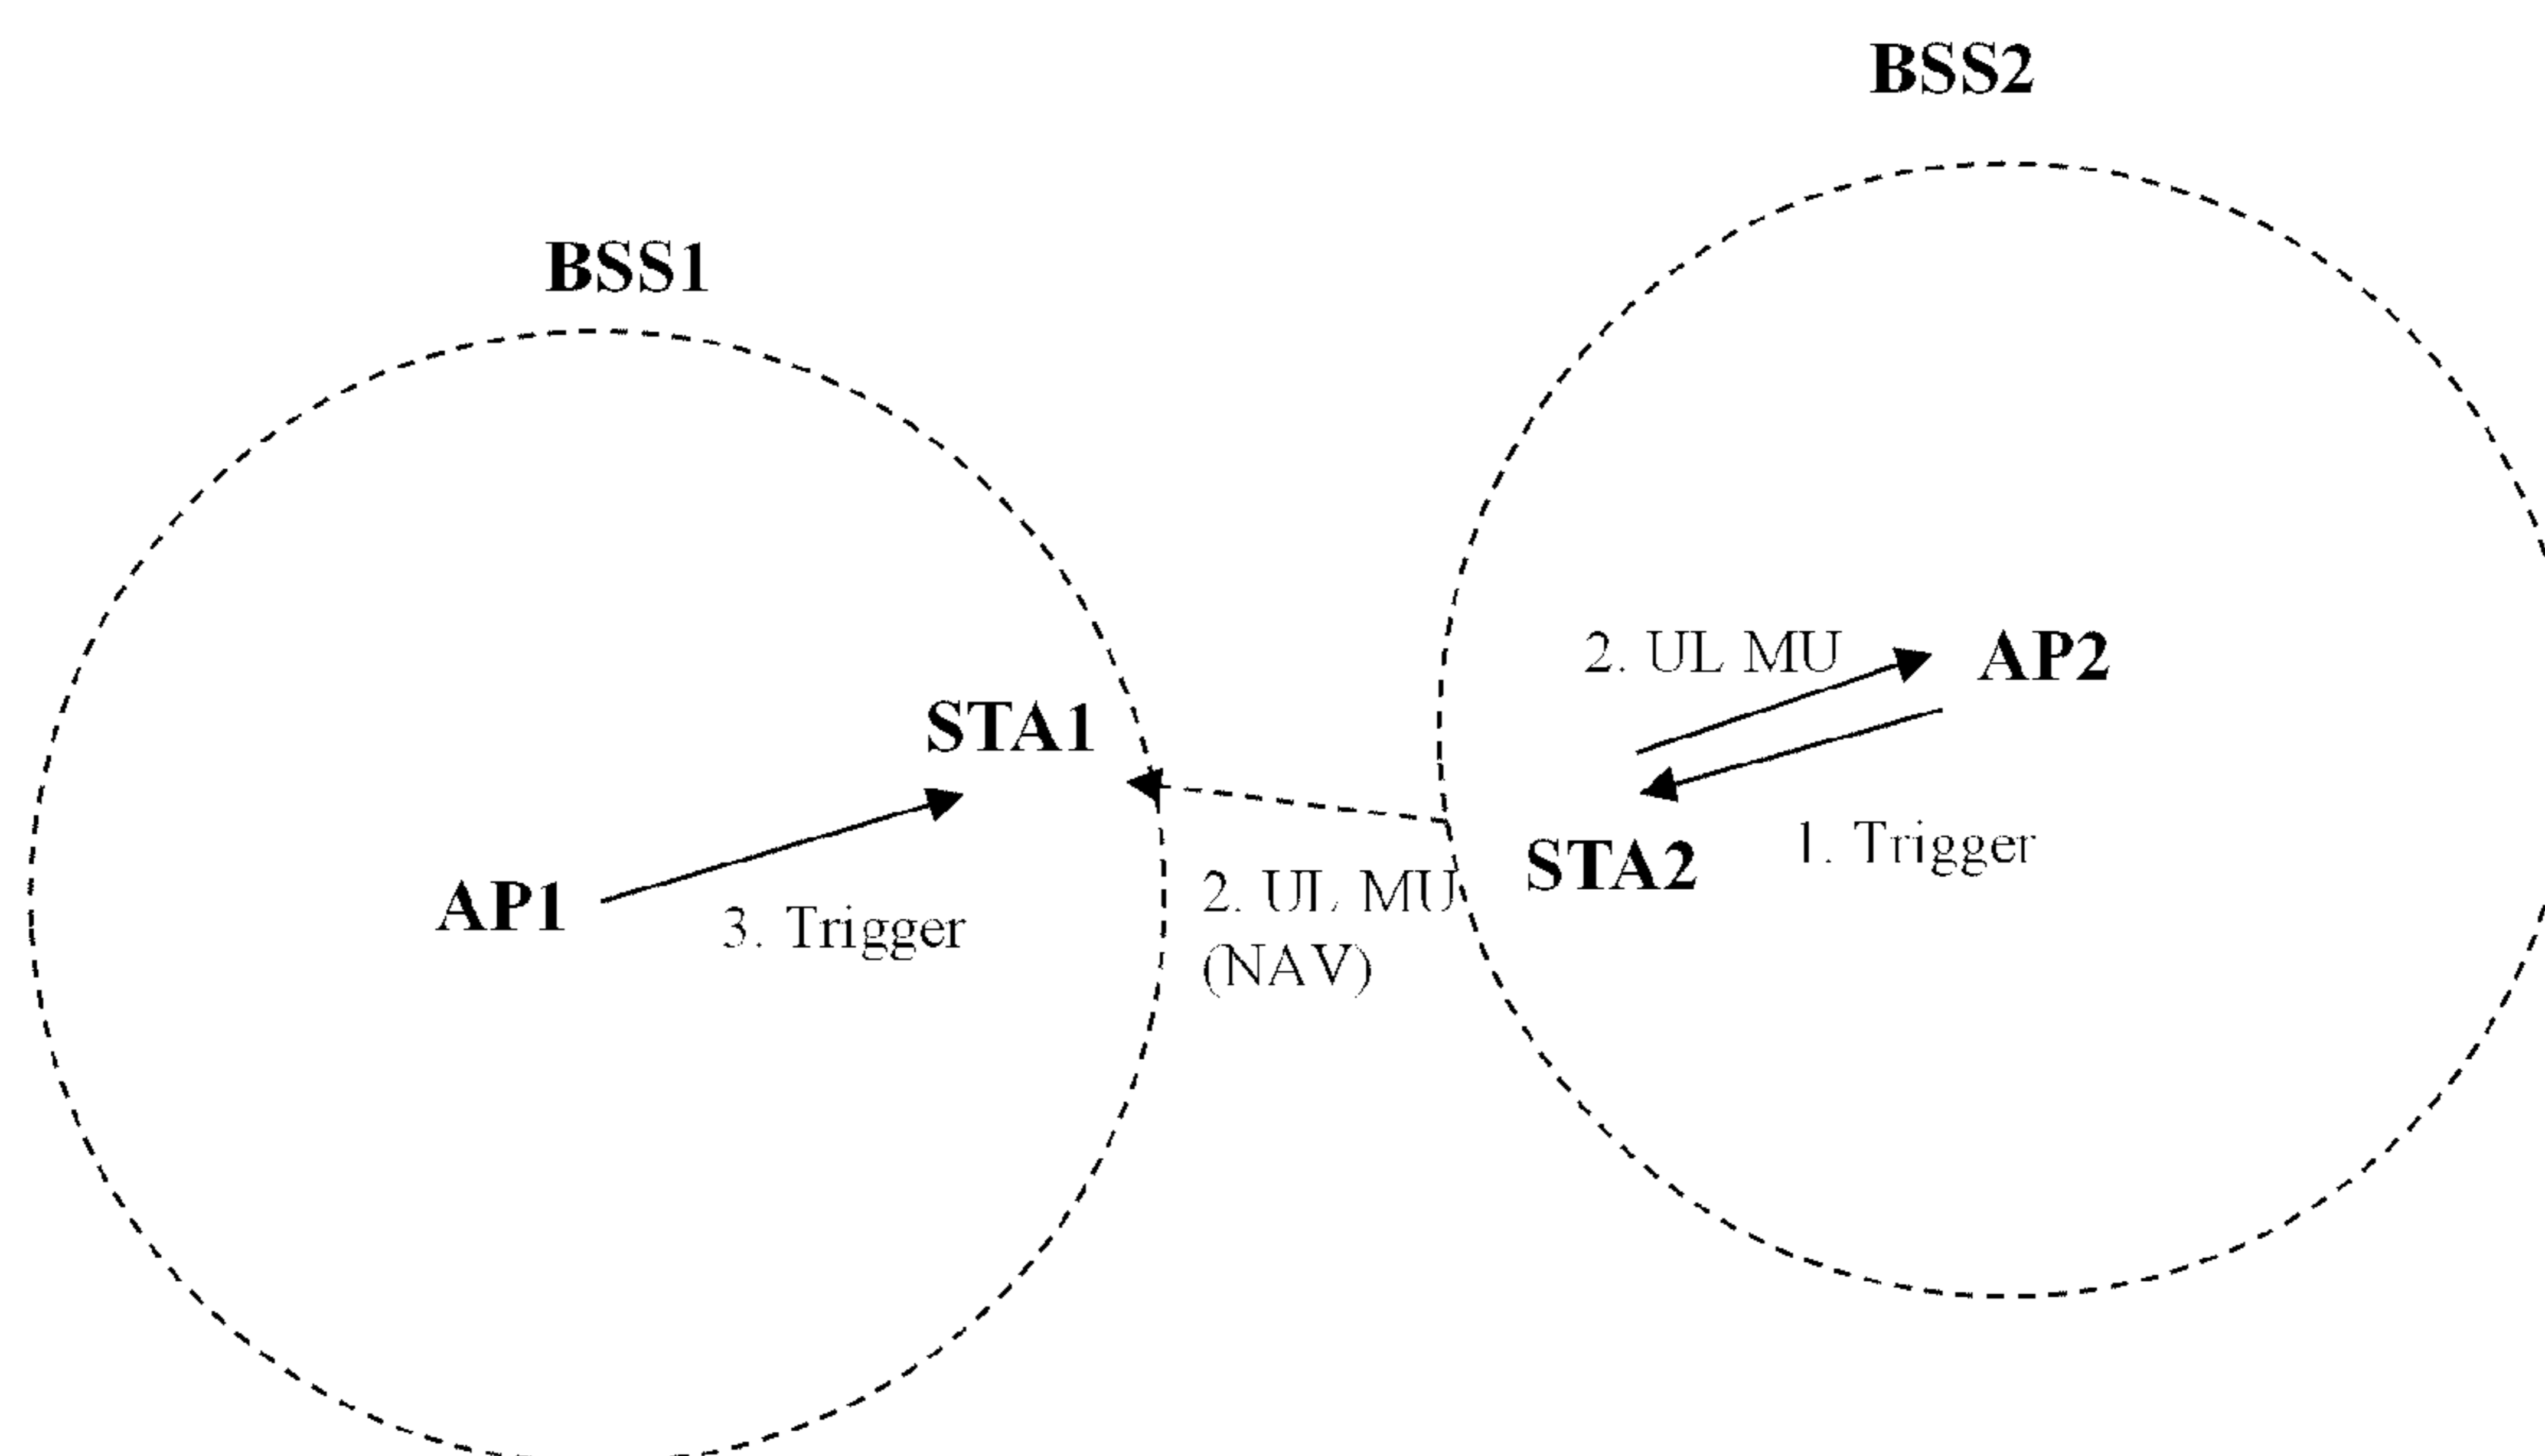 BSS2
BSS1
2. UL MU
AP2
STA1
1. Trigger
STA2
AP1
3. Trigger
2. UL MU
(NAV)